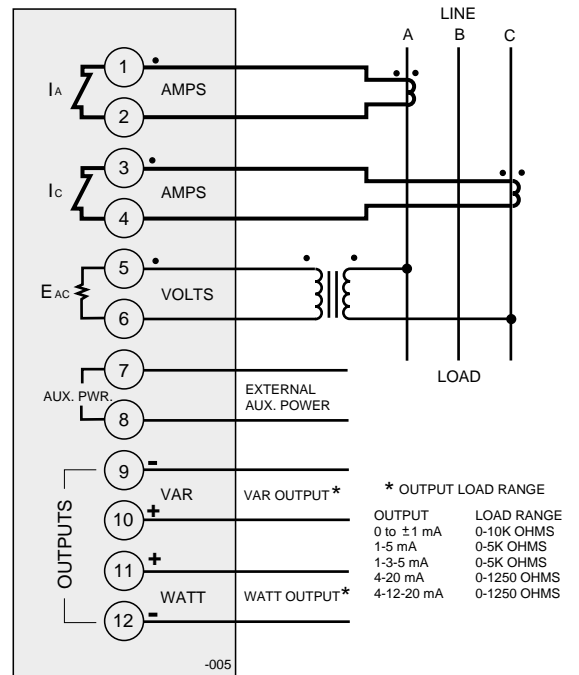 LINE
A B C
1
I A AMPS
2
3
I C AMPS
4
5
E AC VOLTS
6
LOAD
7
AUX. PWR. EXTERNAL
AUX. POWER
8
9 -
VAR VAR OUTPUT*
10 +
OUTPUTS
11 +
WATT WATT OUTPUT*
12 -
* OUTPUT LOAD RANGE
OUTPUT LOAD RANGE
0 to ±1 mA 0-10K OHMS
1-5 mA 0-5K OHMS
1-3-5 mA 0-5K OHMS
4-20 mA 0-1250 OHMS
4-12-20 mA 0-1250 OHMS
-005